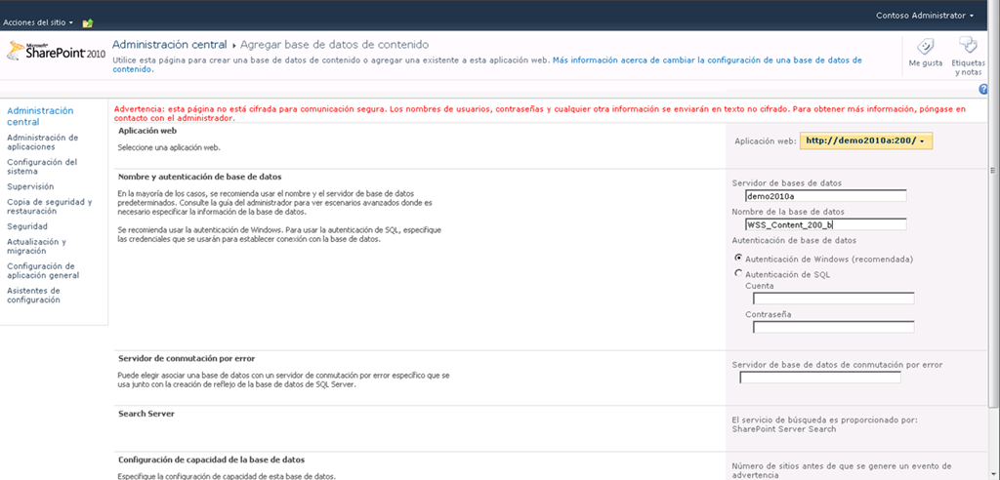 Contoso Administrator
Acciones del sitio
Microsoft
SharePoint 2010
Administración central ▸ Agregar base de datos de contenido
Utilice esta página para crear una base de datos de contenido o agregar una existente a esta aplicación web. Más información acerca de cambiar la configuración de una base de datos de
contenido.
Me gusta
Etiquetas
y notas
Administración
central
Administración de
aplicaciones
Configuración del
sistema
Supervisión
Copia de seguridad y
restauración
Seguridad
Actualización y
migración
Configuración de
aplicación general
Asistentes de
configuración
Advertencia: esta página no está cifrada para comunicación segura. Los nombres de usuarios, contraseñas y cualquier otra información se enviarán en texto no cifrado. Para obtener más información, póngase en
contacto con el administrador.
Aplicación web
Seleccione una aplicación web.
Aplicación web: http://demo2010a:200/
Nombre y autenticación de base de datos
En la mayoría de los casos, se recomienda usar el nombre y el servidor de base de datos
predeterminados. Consulte la guía del administrador para ver escenarios avanzados donde es
necesario especificar la información de la base de datos.
Se recomienda usar la autenticación de Windows. Para usar la autenticación de SQL, especifique
las credenciales que se usarán para establecer conexión con la base de datos.
Servidor de bases de datos
demo2010a
Nombre de la base de datos
WSS_Content_200_b
Autenticación de base de datos
Autenticación de Windows (recomendada)
Autenticación de SQL
Cuenta
Contraseña
Servidor de conmutación por error
Puede elegir asociar una base de datos con un servidor de conmutación por error específico que se
usa junto con la creación de reflejo de la base de datos de SQL Server.
Servidor de base de datos de conmutación por error
Search Server
El servicio de búsqueda es proporcionado por:
SharePoint Server Search
Configuración de capacidad de la base de datos
Especifique la configuración de capacidad de esta base de datos.
Número de sitios antes de que se genere un evento de
advertencia